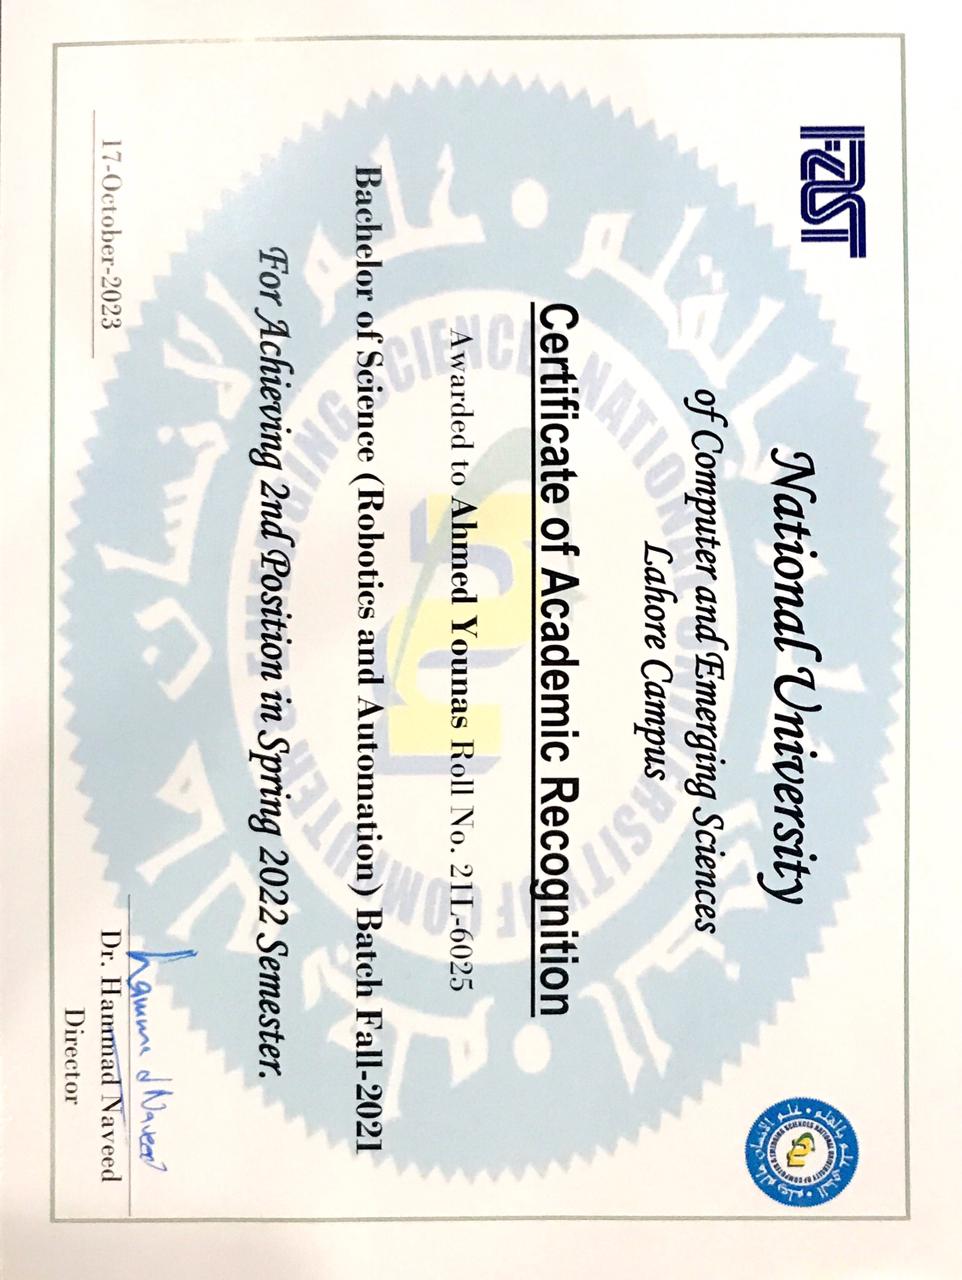 FAST
National University
of Computer and Emerging Sciences
Lahore Campus
Certificate of Academic Recognition
Awarded to Ahmed Younas Roll No. 21L-6025
Bachelor of Science (Robotics and Automation) Batch Fall-2021
For Achieving 2nd Position in Spring 2022 Semester.
Hammad Naveed
17-October-2023
Dr. Hammad Naveed
Director